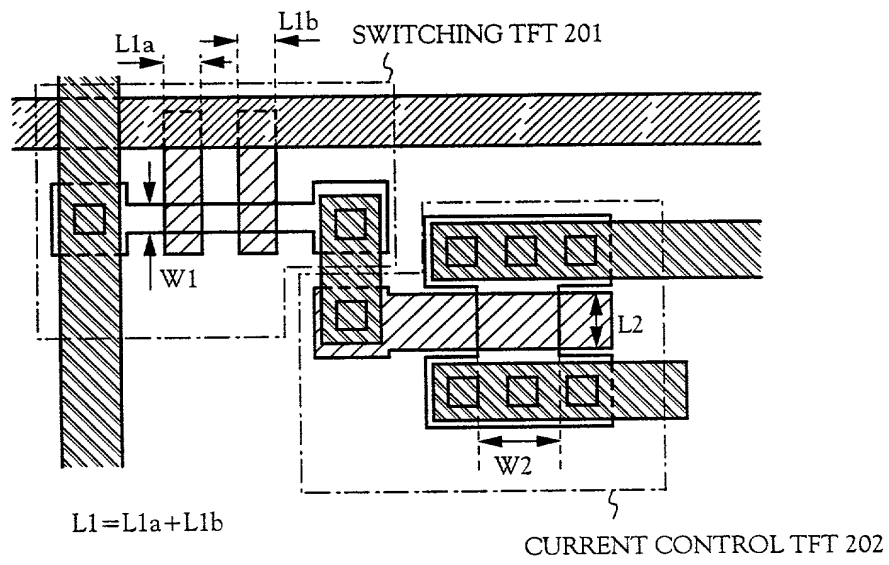 L1b
SWITCHING TFT 201
L1a
W1
L2
W2
L1=L1a+L1b
CURRENT CONTROL TFT 202